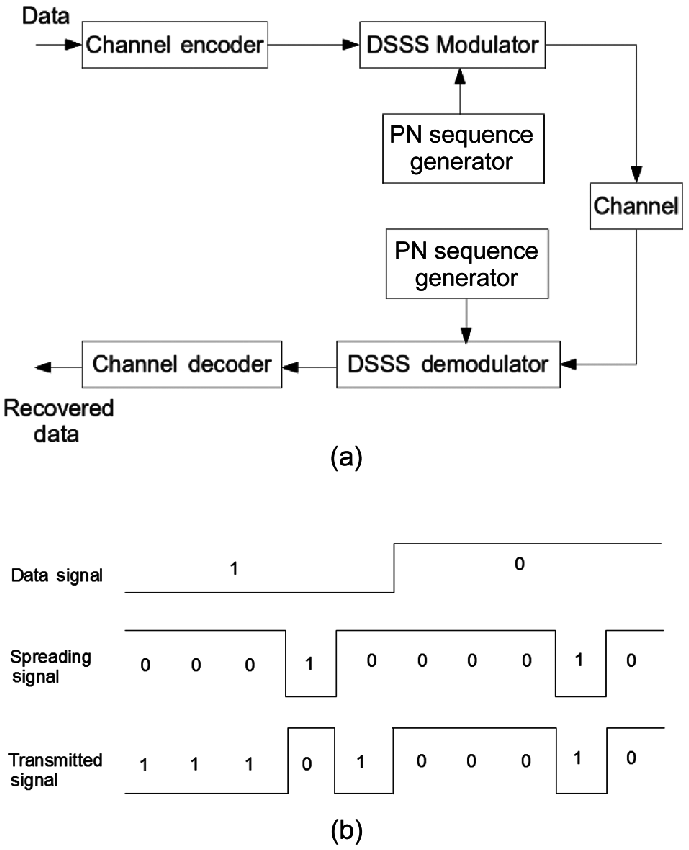 Data
Channel encoder
DSSS Modulator
PN sequence
generator
Channel
PN sequence
generator
Channel decoder
DSSS demodulator
Recovered
data
(a)
Data signal
1 0
Spreading
signal
0 0 0 1 0 0 0 0 1 0
Transmitted
signal
1 1 1 0 1 0 0 0 1 0
(b)